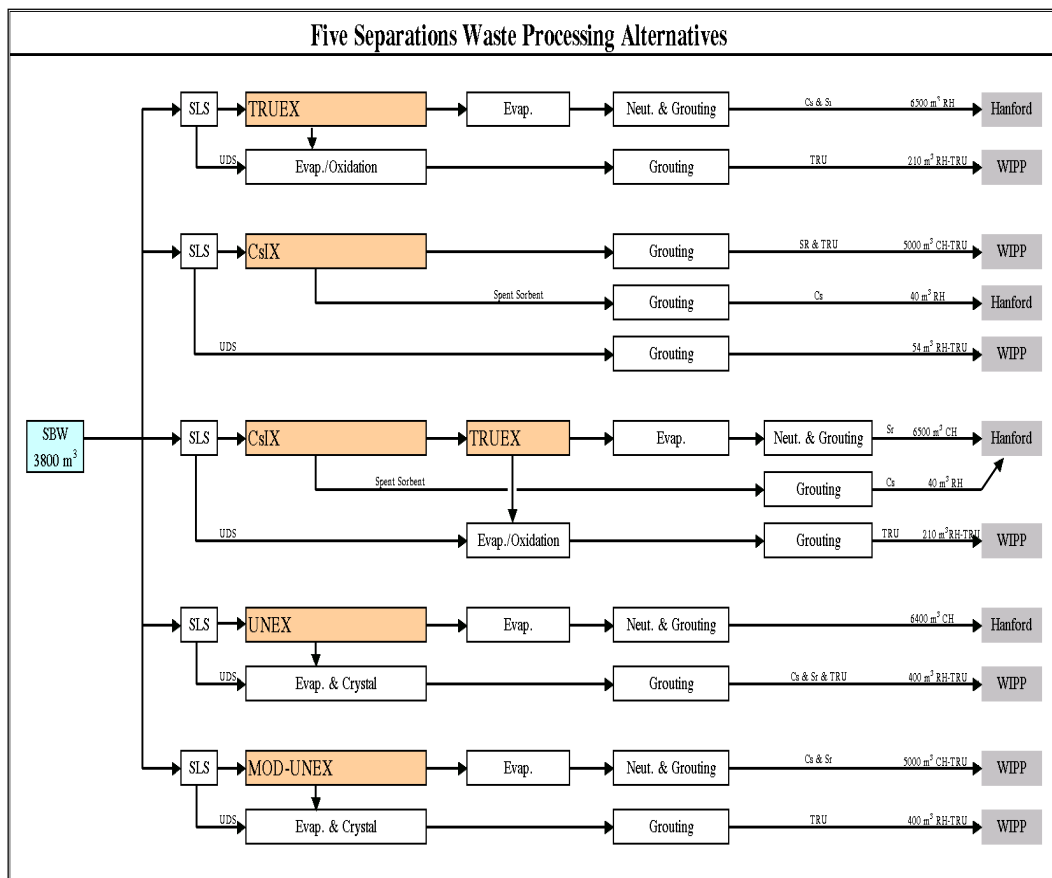 Five Separations Waste Processing Alternatives
SLS
TRUEX
Evap.
Neut. & Grouting
Cs & Sr
6500 m³ RH
Hanford
UDS
Evap./Oxidation
Grouting
TRU
210 m³ RH-TRU
WIPP
SLS
CsIX
Grouting
SR & TRU
5000 m³ CH-TRU
WIPP
Spent Sorbent
Grouting
Cs
40 m³ RH
Hanford
UDS
Grouting
54 m³ RH-TRU
WIPP
SBW
3800 m³
SLS
CsIX
TRUEX
Evap.
Neut. & Grouting
Sr
6500 m³ CH
Hanford
Spent Sorbent
Grouting
Cs
40 m³ RH
UDS
Evap./Oxidation
Grouting
TRU
210 m³RH-TRU
WIPP
SLS
UNEX
Evap.
Neut. & Grouting
6400 m³ CH
Hanford
UDS
Evap. & Crystal
Grouting
Cs & Sr & TRU
400 m³ RH-TRU
WIPP
SLS
MOD-UNEX
Evap.
Neut. & Grouting
Cs & Sr
5000 m³ CH-TRU
WIPP
UDS
Evap. & Crystal
Grouting
TRU
400 m³ RH-TRU
WIPP